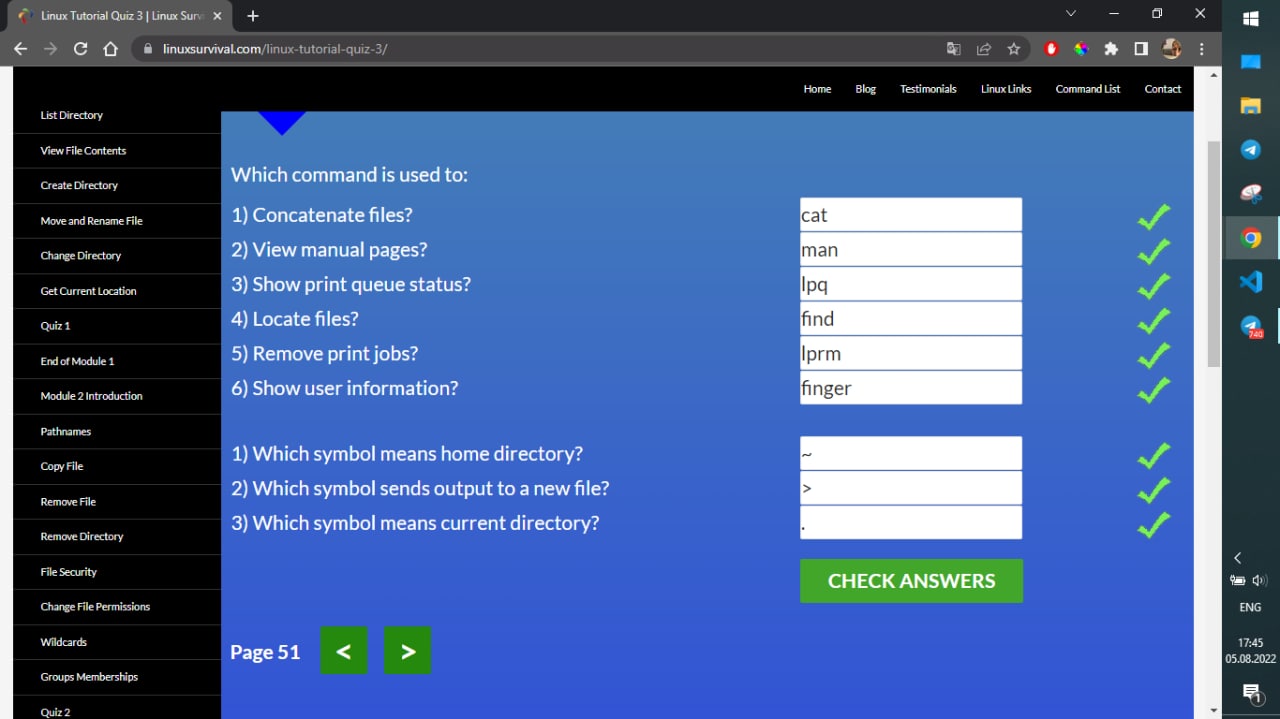 Linux Tutorial Quiz 3 | Linux Surv
linuxsurvival.com/linux-tutorial-quiz-3/
Home Blog Testimonials Linux Links Command List Contact
List Directory
View File Contents
Create Directory
Move and Rename File
Change Directory
Get Current Location
Quiz 1
End of Module 1
Module 2 Introduction
Pathnames
Copy File
Remove File
Remove Directory
File Security
Change File Permissions
Wildcards
Groups Memberships
Quiz 2
Which command is used to:
1) Concatenate files? cat
2) View manual pages? man
3) Show print queue status? lpq
4) Locate files? find
5) Remove print jobs? lprm
6) Show user information? finger
1) Which symbol means home directory? ~
2) Which symbol sends output to a new file? >
3) Which symbol means current directory? .
CHECK ANSWERS
Page 51 < >
740
ENG
17:45
05.08.2022
1